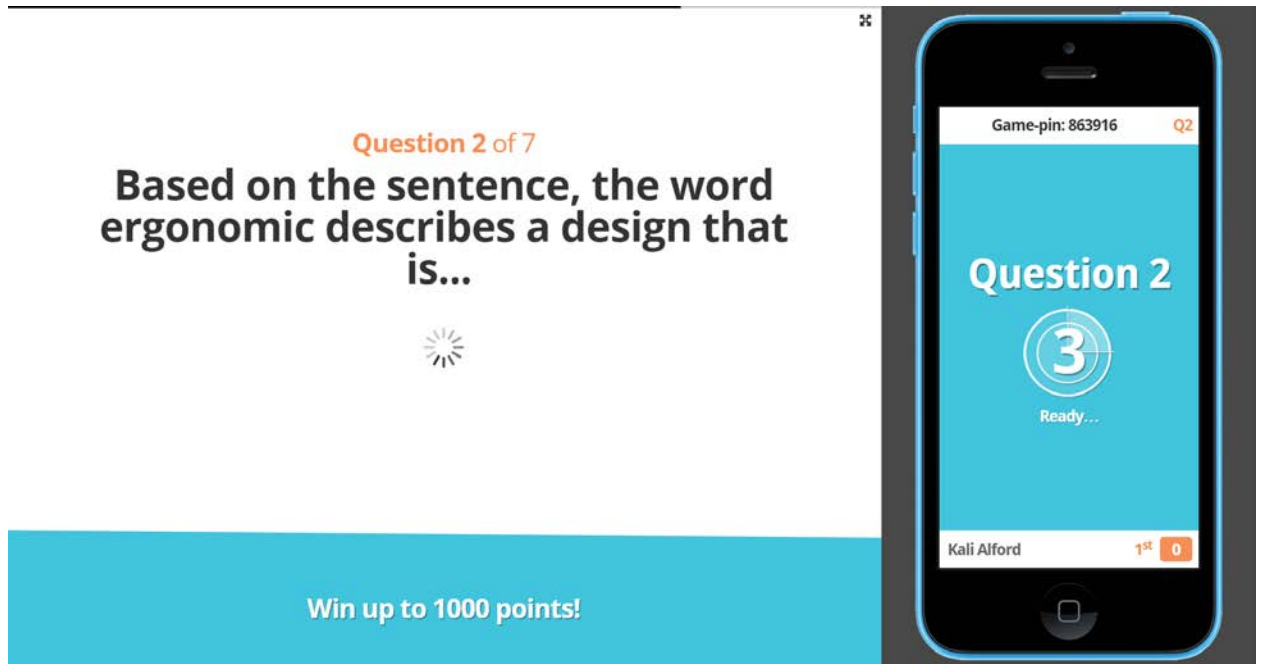 Question 2 of 7
Based on the sentence, the word
ergonomic describes a design that
is...
Win up to 1000 points!
Game-pin: 863916 Q2
Question 2
3
Ready...
Kali Alford 1st 0